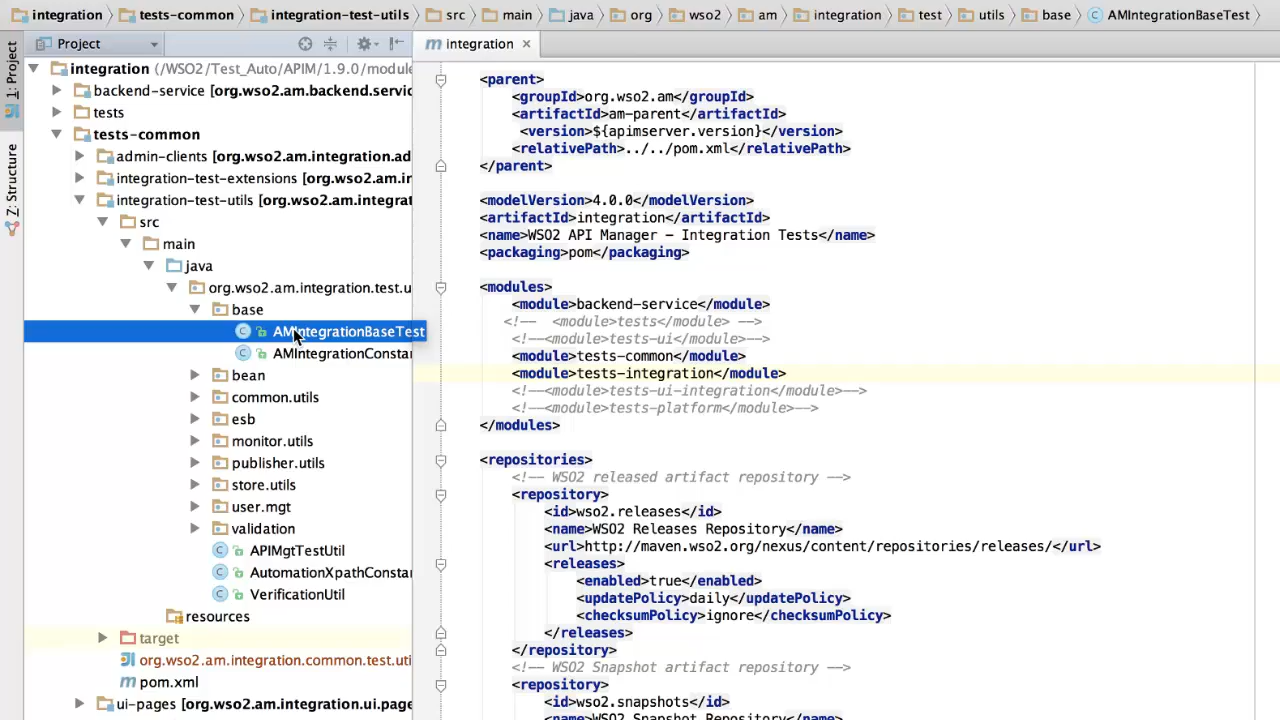 integration tests-common integration-test-utils src main java org wso2 am integration test utils base AMIntegrationBaseTest
Project
integration
1: Project
Z: Structure
integration (/WSO2/Test_Auto/APIM/1.9.0/module
backend-service [org.wso2.am.backend.servic
tests
tests-common
admin-clients [org.wso2.am.integration.ad
integration-test-extensions [org.wso2.am.ir
integration-test-utils [org.wso2.am.integrat
src
main
java
org.wso2.am.integration.test.u
base
AMIntegrationBaseTest
AMIntegrationConstar
bean
common.utils
esb
monitor.utils
publisher.utils
store.utils
user.mgt
validation
APIMgtTestUtil
AutomationXpathConstar
VerificationUtil
resources
target
org.wso2.am.integration.common.test.uti
pom.xml
ui-pages [org.wso2.am.integration.ui.page
<parent>
<groupId>org.wso2.am</groupId>
<artifactId>am-parent</artifactId>
<version>${apimserver.version}</version>
<relativePath>../../pom.xml</relativePath>
</parent>
<modelVersion>4.0.0</modelVersion>
<artifactId>integration</artifactId>
<name>WSO2 API Manager – Integration Tests</name>
<packaging>pom</packaging>
<modules>
<module>backend-service</module>
<!-- <module>tests</module> -->
<!--<module>tests-ui</module>-->
<module>tests-common</module>
<module>tests-integration</module>
<!--<module>tests-ui-integration</module>-->
<!--<module>tests-platform</module>-->
</modules>
<repositories>
<!-- WSO2 released artifact repository -->
<repository>
<id>wso2.releases</id>
<name>WSO2 Releases Repository</name>
<url>http://maven.wso2.org/nexus/content/repositories/releases/</url>
<releases>
<enabled>true</enabled>
<updatePolicy>daily</updatePolicy>
<checksumPolicy>ignore</checksumPolicy>
</releases>
</repository>
<!-- WSO2 Snapshot artifact repository -->
<repository>
<id>wso2.snapshots</id>
<name>WSO2 Snapshot Repository</name>